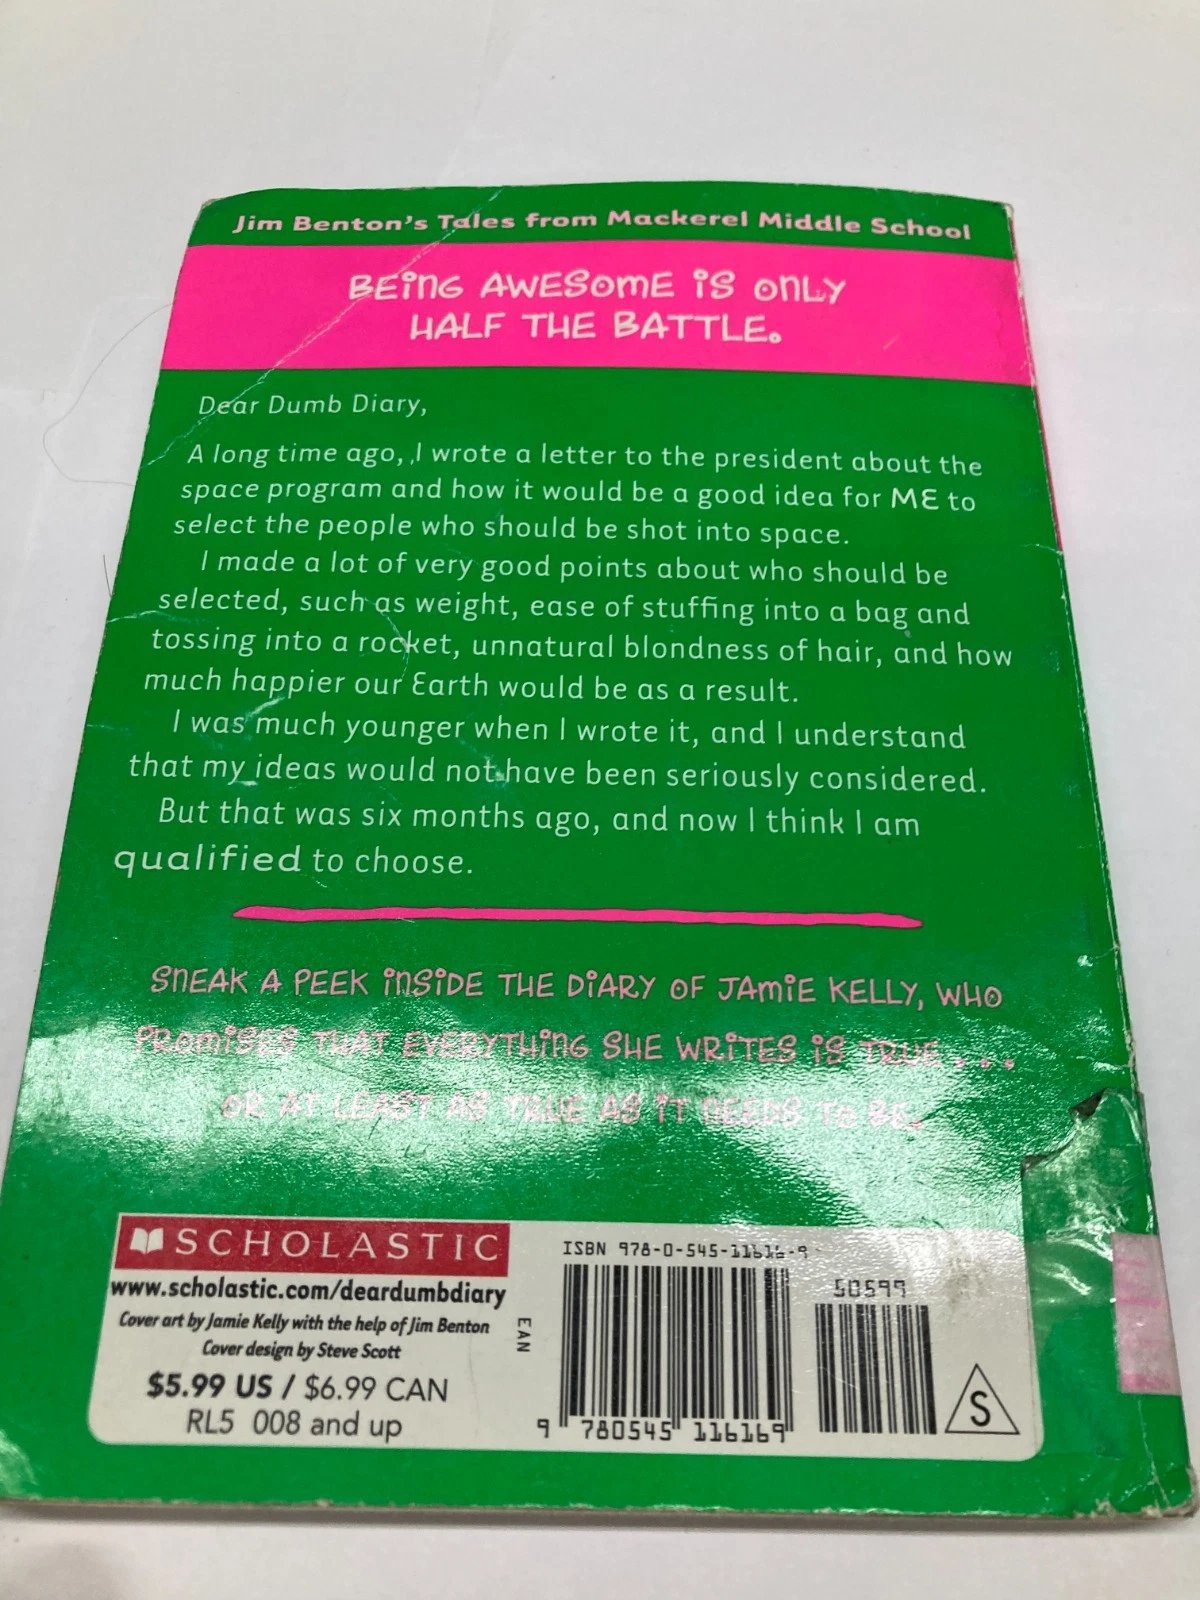 Jim Benton's Tales from Mackerel Middle School
BEING AWESOME IS ONLY
HALF THE BATTLE.
Dear Dumb Diary,
A long time ago, I wrote a letter to the president about the
space program and how it would be a good idea for ME to
select the people who should be shot into space.
I made a lot of very good points about who should be
selected, such as weight, ease of stuffing into a bag and
tossing into a rocket, unnatural blondness of hair, and how
much happier our Earth would be as a result.
I was much younger when I wrote it, and I understand
that my ideas would not have been seriously considered.
But that was six months ago, and now I think I am
qualified to choose.
SNEAK A PEEK INSIDE THE DIARY OF JAMIE KELLY, WHO
PROMISES THAT EVERYTHING SHE WRITES IS TRUE . . .
OR AT LEAST AS TRUE AS IT NEEDS TO BE.
SCHOLASTIC
www.scholastic.com/deardumbdiary
Cover art by Jamie Kelly with the help of Jim Benton
Cover design by Steve Scott
$5.99 US / $6.99 CAN
RL5 008 and up
ISBN 978-0-545-11616-9
50599
EAN
9 780545 116169
S